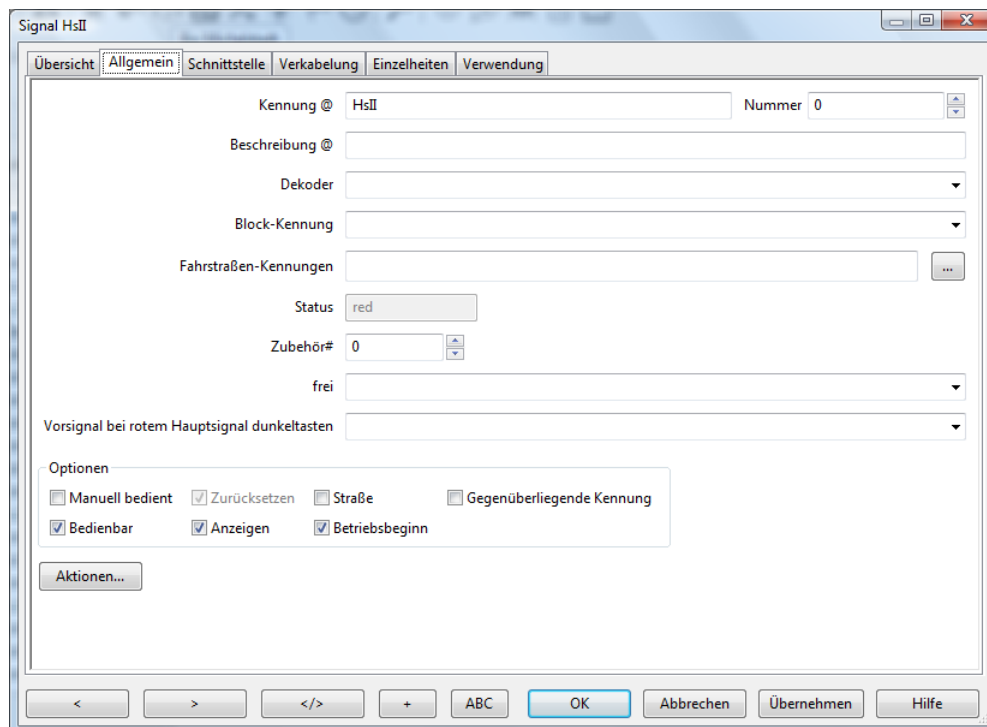 Signal HsII
Übersicht Allgemein Schnittstelle Verkabelung Einzelheiten Verwendung
Kennung @ HsII Nummer 0
Beschreibung @
Dekoder
Block-Kennung
Fahrstraßen-Kennungen ...
Status red
Zubehör# 0
frei
Vorsignal bei rotem Hauptsignal dunkeltasten
Optionen
Manuell bedient Zurücksetzen Straße Gegenüberliegende Kennung
Bedienbar Anzeigen Betriebsbeginn
Aktionen...
< > </> + ABC OK Abbrechen Übernehmen Hilfe